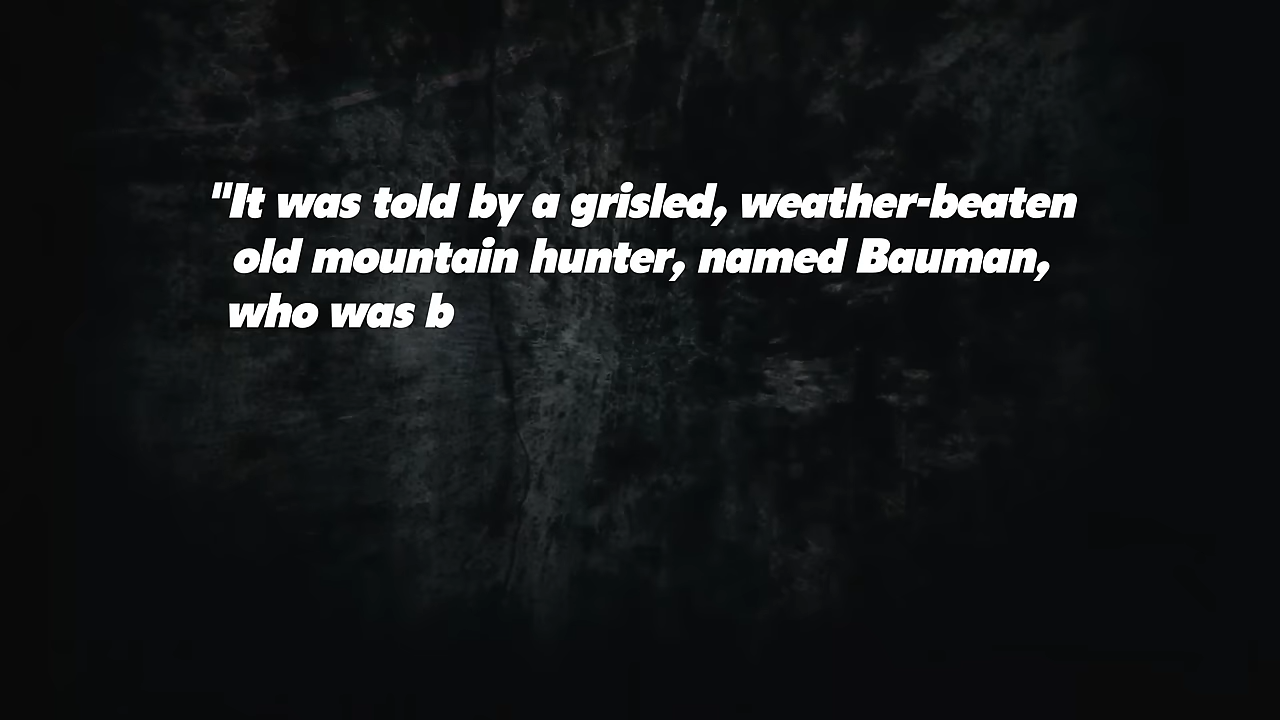 "It was told by a grisled, weather-beaten
old mountain hunter, named Bauman,
who was b